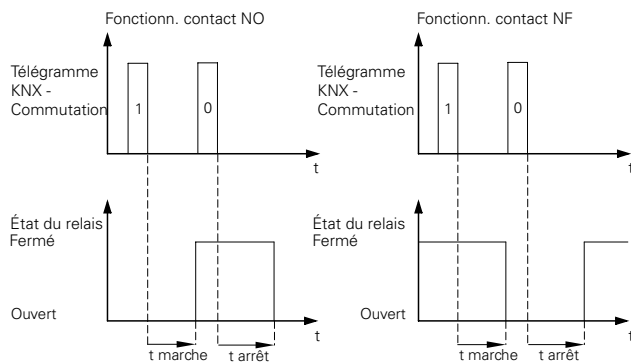 Fonctionn. contact NO
Télégramme
KNX -
Commutation
1
0
t
État du relais
Fermé
Ouvert
t
t marche
t arrêt
Fonctionn. contact NF
Télégramme
KNX -
Commutation
1
0
t
État du relais
Fermé
Ouvert
t
t marche
t arrêt